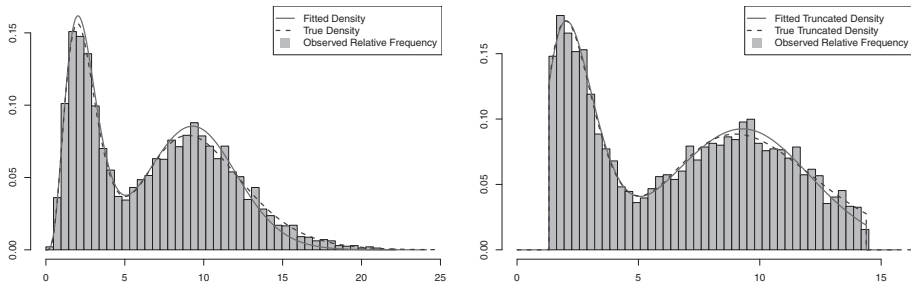 Fitted Density
True Density
Observed Relative Frequency
0.15
0.10
0.05
0.00
0 5 10 15 20 25
Fitted Truncated Density
True Truncated Density
Observed Relative Frequency
0.15
0.10
0.05
0.00
0 5 10 15